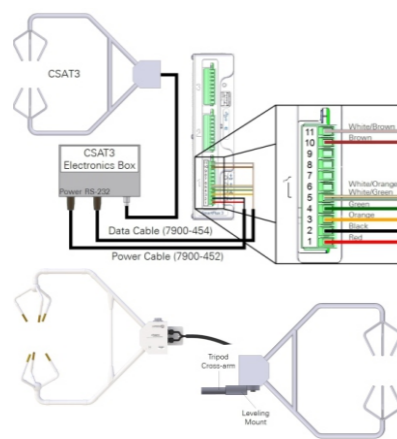 CSAT3
CSAT3
Electronics Box
Power RS-232
Data Cable (7900-454)
Power Cable (7900-452)
11
White/Brown
10
Brown
9
8
7
6
White/Orange
5
White/Green
4
Green
3
Orange
2
Black
1
Red
Tripod
Cross-arm
Leveling
Mount